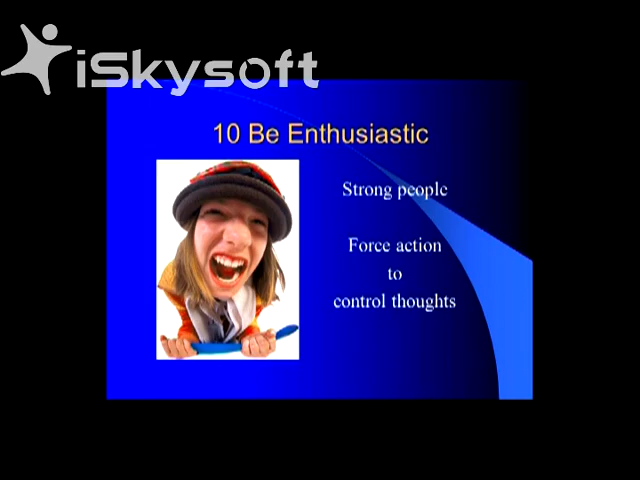 iSkysoft
10 Be Enthusiastic
Strong people
Force action
to
control thoughts